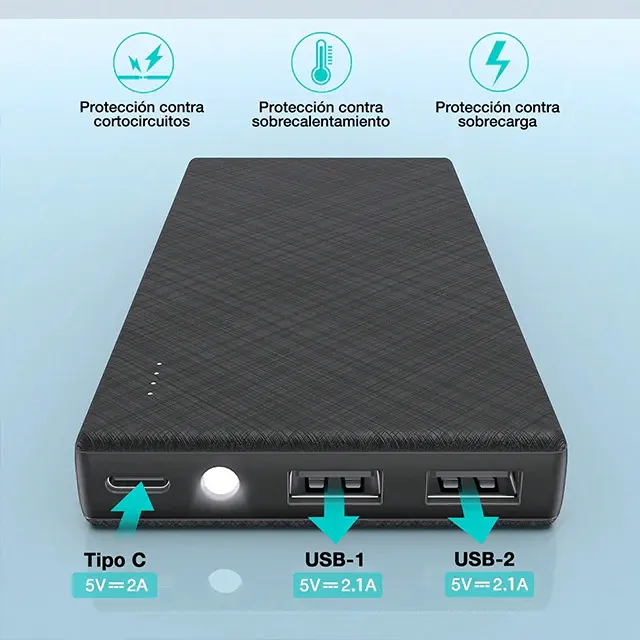 Protección contra
cortocircuitos
Protección contra
sobrecalentamiento
Protección contra
sobrecarga
Tipo C
5V⎓2A
USB-1
5V⎓2.1A
USB-2
5V⎓2.1A